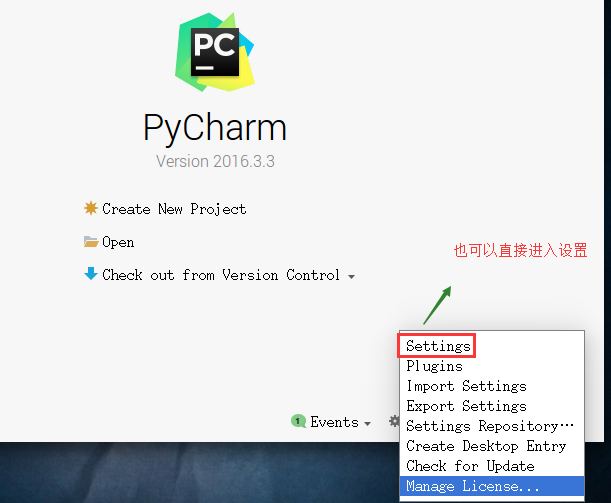 PC
PyCharm
Version 2016.3.3
Create New Project
Open
Check out from Version Control
也可以直接进入设置
Settings
Plugins
Import Settings
Export Settings
Settings Repository…
Create Desktop Entry
Check for Update
Manage License...
1 Events